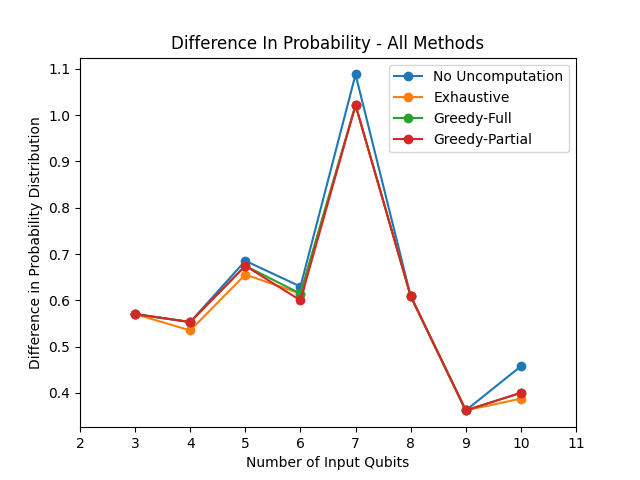 Difference In Probability - All Methods
Difference in Probability Distribution
1.1
1.0
0.9
0.8
0.7
0.6
0.5
0.4
No Uncomputation
Exhaustive
Greedy-Full
Greedy-Partial
2 3 4 5 6 7 8 9 10 11
Number of Input Qubits